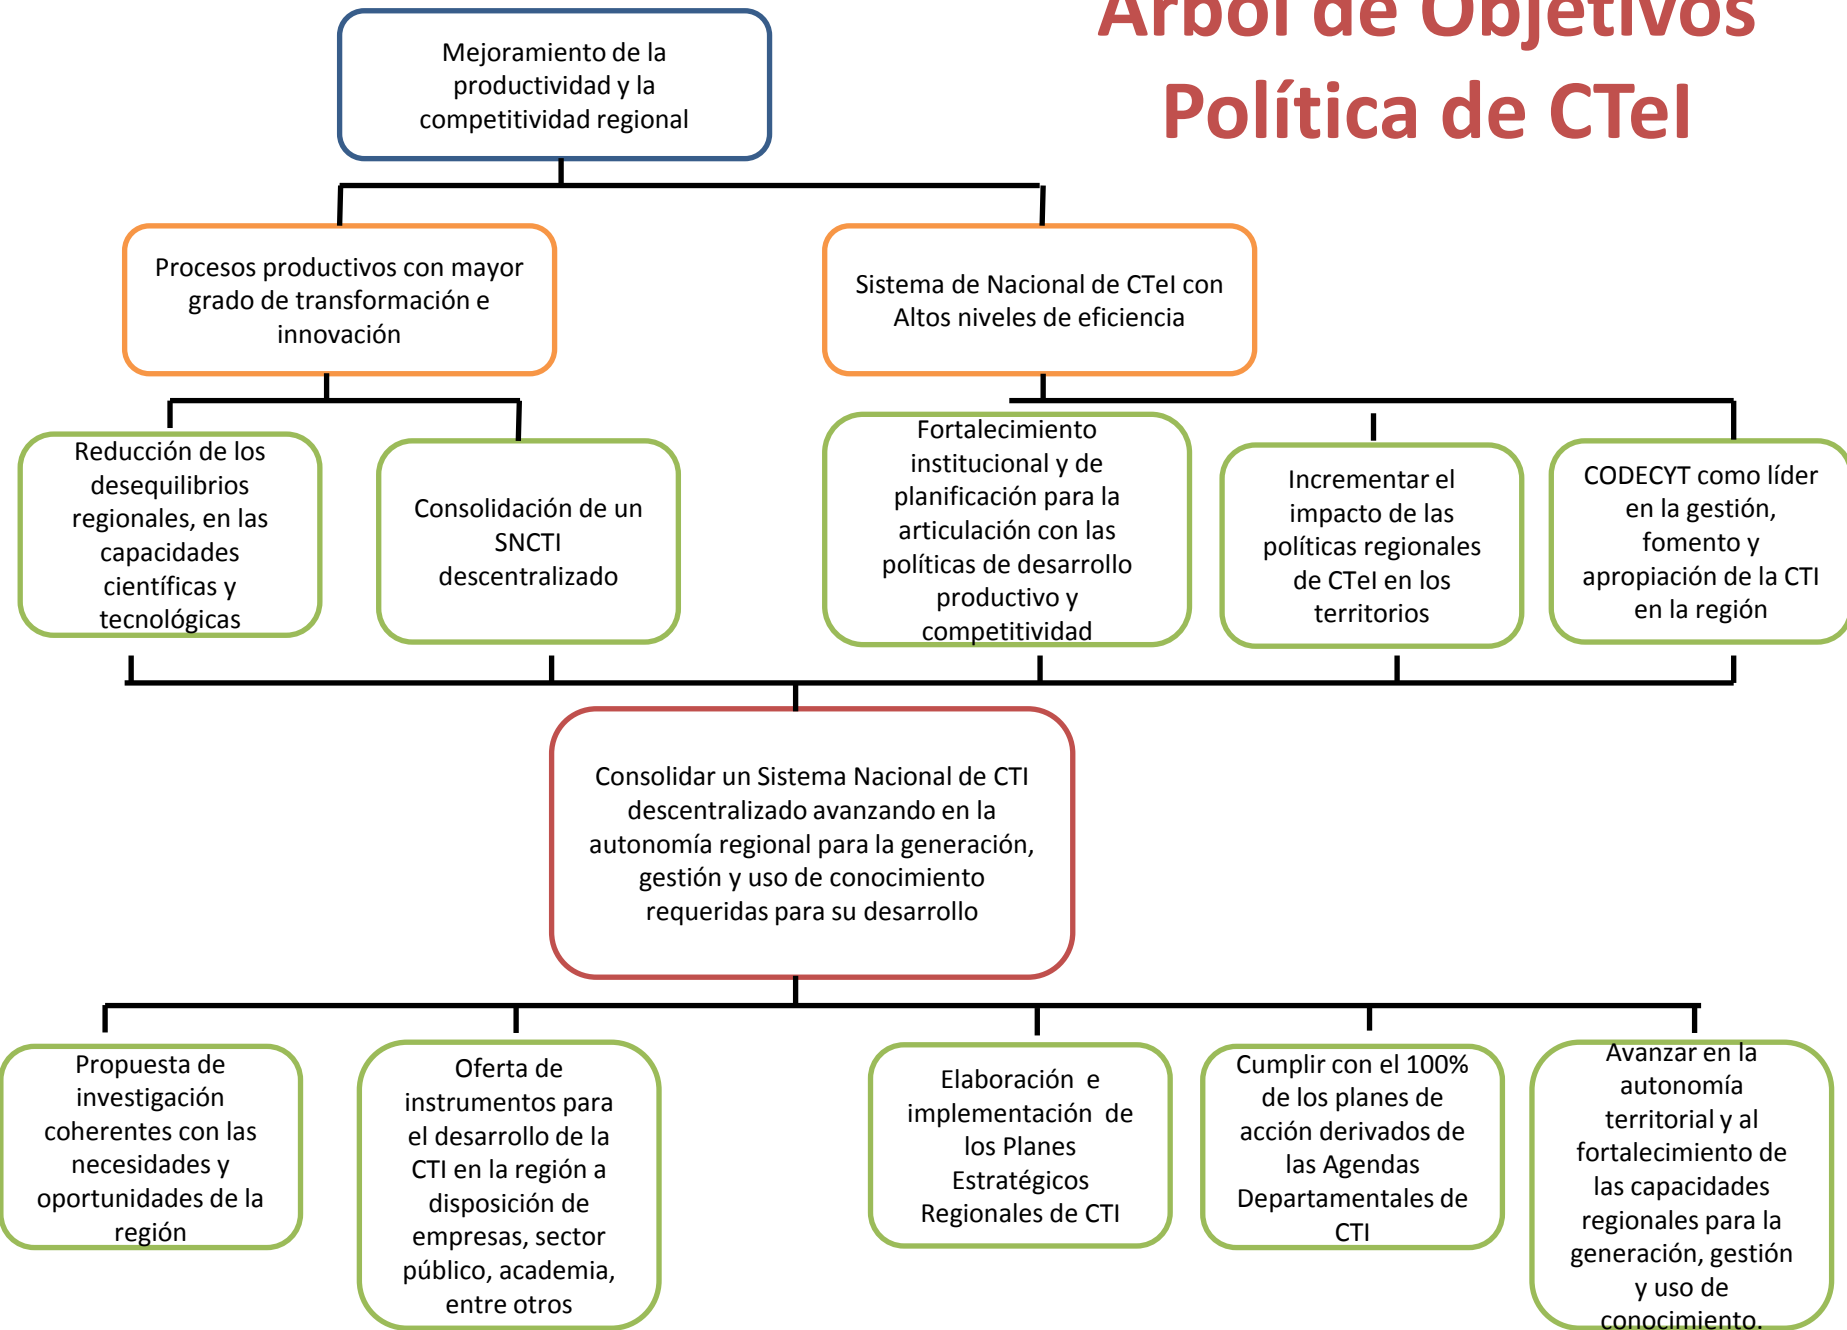 Árbol de Objetivos
Política de CTeI
Mejoramiento de la
productividad y la
competitividad regional
Procesos productivos con mayor
grado de transformación e
innovación
Sistema de Nacional de CTeI con
Altos niveles de eficiencia
Reducción de los
desequilibrios
regionales, en las
capacidades
científicas y
tecnológicas
Consolidación de un
SNCTI
descentralizado
Fortalecimiento
institucional y de
planificación para la
articulación con las
políticas de desarrollo
productivo y
competitividad
Incrementar el
impacto de las
políticas regionales
de CTeI en los
territorios
CODECYT como líder
en la gestión,
fomento y
apropiación de la CTI
en la región
Consolidar un Sistema Nacional de CTI
descentralizado avanzando en la
autonomía regional para la generación,
gestión y uso de conocimiento
requeridas para su desarrollo
Propuesta de
investigación
coherentes con las
necesidades y
oportunidades de la
región
Oferta de
instrumentos para
el desarrollo de la
CTI en la región a
disposición de
empresas, sector
público, academia,
entre otros
Elaboración e
implementación de
los Planes
Estratégicos
Regionales de CTI
Cumplir con el 100%
de los planes de
acción derivados de
las Agendas
Departamentales de
CTI
Avanzar en la
autonomía
territorial y al
fortalecimiento de
las capacidades
regionales para la
generación, gestión
y uso de
conocimiento.